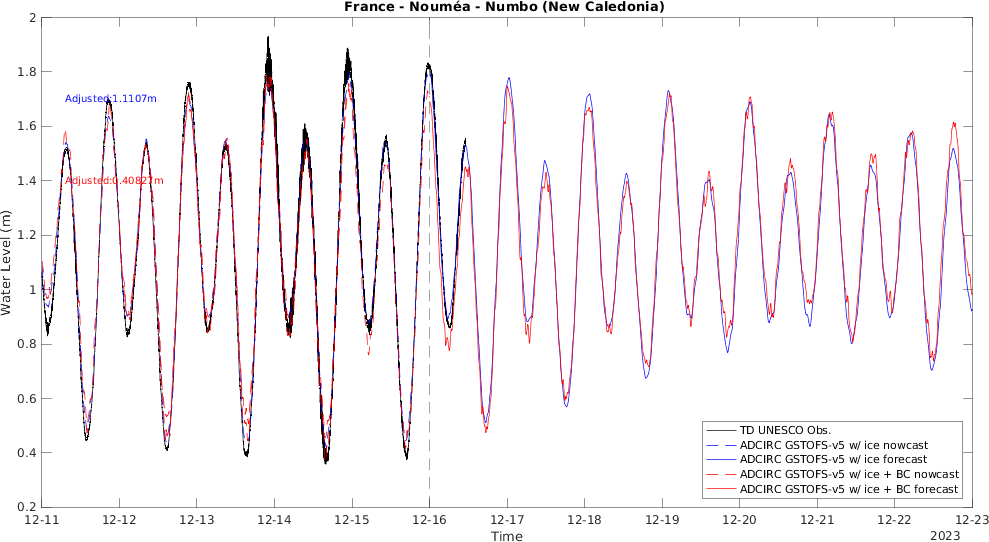 France - Nouméa - Numbo (New Caledonia)
2
1.8
1.6
1.4
1.2
1
0.8
0.6
0.4
0.2
Water Level (m)
Adjusted:1.1107m
Adjusted:0.40827m
TD UNESCO Obs.
ADCIRC GSTOFS-v5 w/ ice nowcast
ADCIRC GSTOFS-v5 w/ ice forecast
ADCIRC GSTOFS-v5 w/ ice + BC nowcast
ADCIRC GSTOFS-v5 w/ ice + BC forecast
12-11 12-12 12-13 12-14 12-15 12-16 12-17 12-18 12-19 12-20 12-21 12-22 12-23
Time
2023